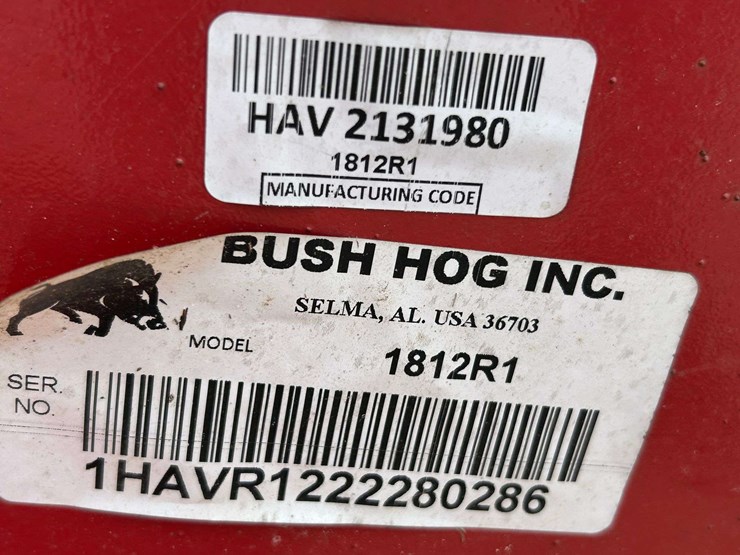 HAV 2131980
1812R1
MANUFACTURING CODE
BUSH HOG INC.
SELMA, AL. USA 36703
MODEL 1812R1
SER.
NO.
1HAVR1222280286